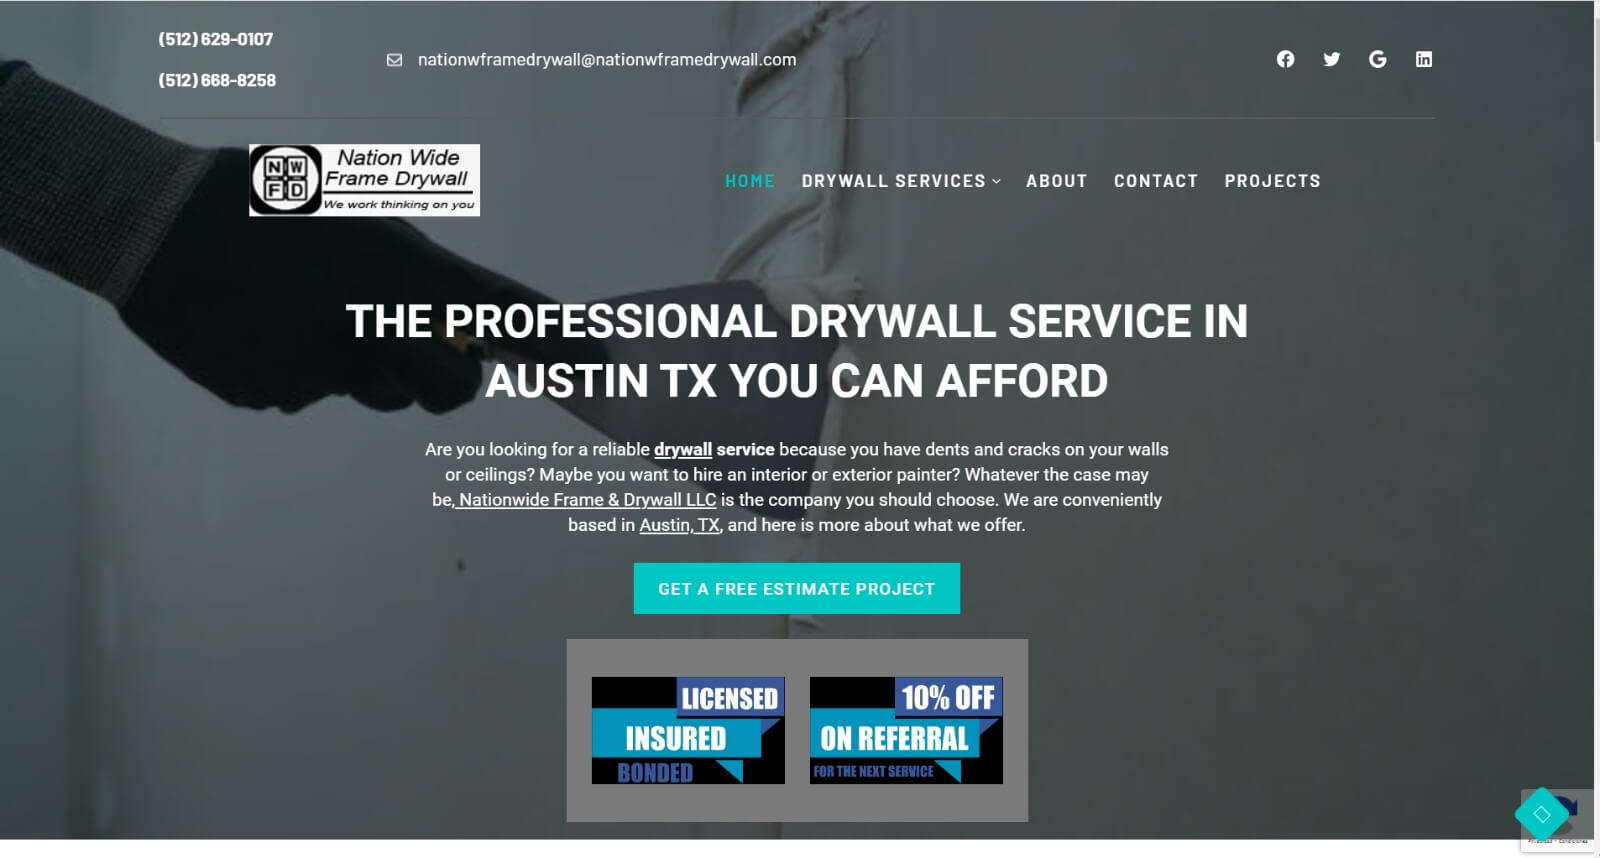 (512) 629-0107
(512) 668-8258
nationwframedrywall@nationwframedrywall.com
NW
FD
Nation Wide
Frame Drywall
We work thinking on you
HOME
DRYWALL SERVICES
ABOUT
CONTACT
PROJECTS
THE PROFESSIONAL DRYWALL SERVICE IN
AUSTIN TX YOU CAN AFFORD
Are you looking for a reliable drywall service because you have dents and cracks on your walls
or ceilings? Maybe you want to hire an interior or exterior painter? Whatever the case may
be, Nationwide Frame & Drywall LLC is the company you should choose. We are conveniently
based in Austin, TX, and here is more about what we offer.
GET A FREE ESTIMATE PROJECT
LICENSED
INSURED
BONDED
10% OFF
ON REFERRAL
FOR THE NEXT SERVICE
Privacidad - Condiciones